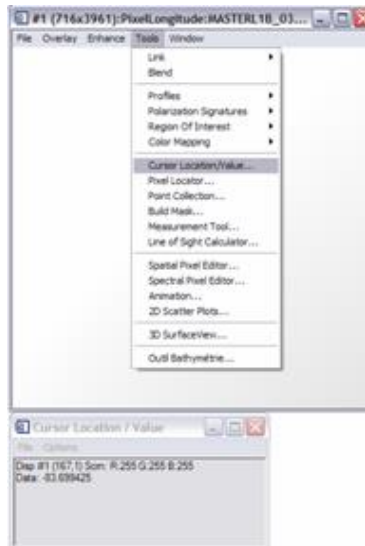 #1 (716x3961):PixelLongitude:MASTERL1B_03...
File Overlay Enhance Tools Window
Link
Blend
Profiles
Polarization Signatures
Region Of Interest
Color Mapping
Cursor Location/Value...
Pixel Locator...
Point Collection...
Build Mask...
Measurement Tool...
Line of Sight Calculator...
Spatial Pixel Editor...
Spectral Pixel Editor...
Animation...
2D Scatter Plots...
3D SurfaceView...
Outil Bathymétrie...
Cursor Location / Value
File Options
Disp #1 (167,1) Scrn: R:255 G:255 B:255
Data: -83.699425